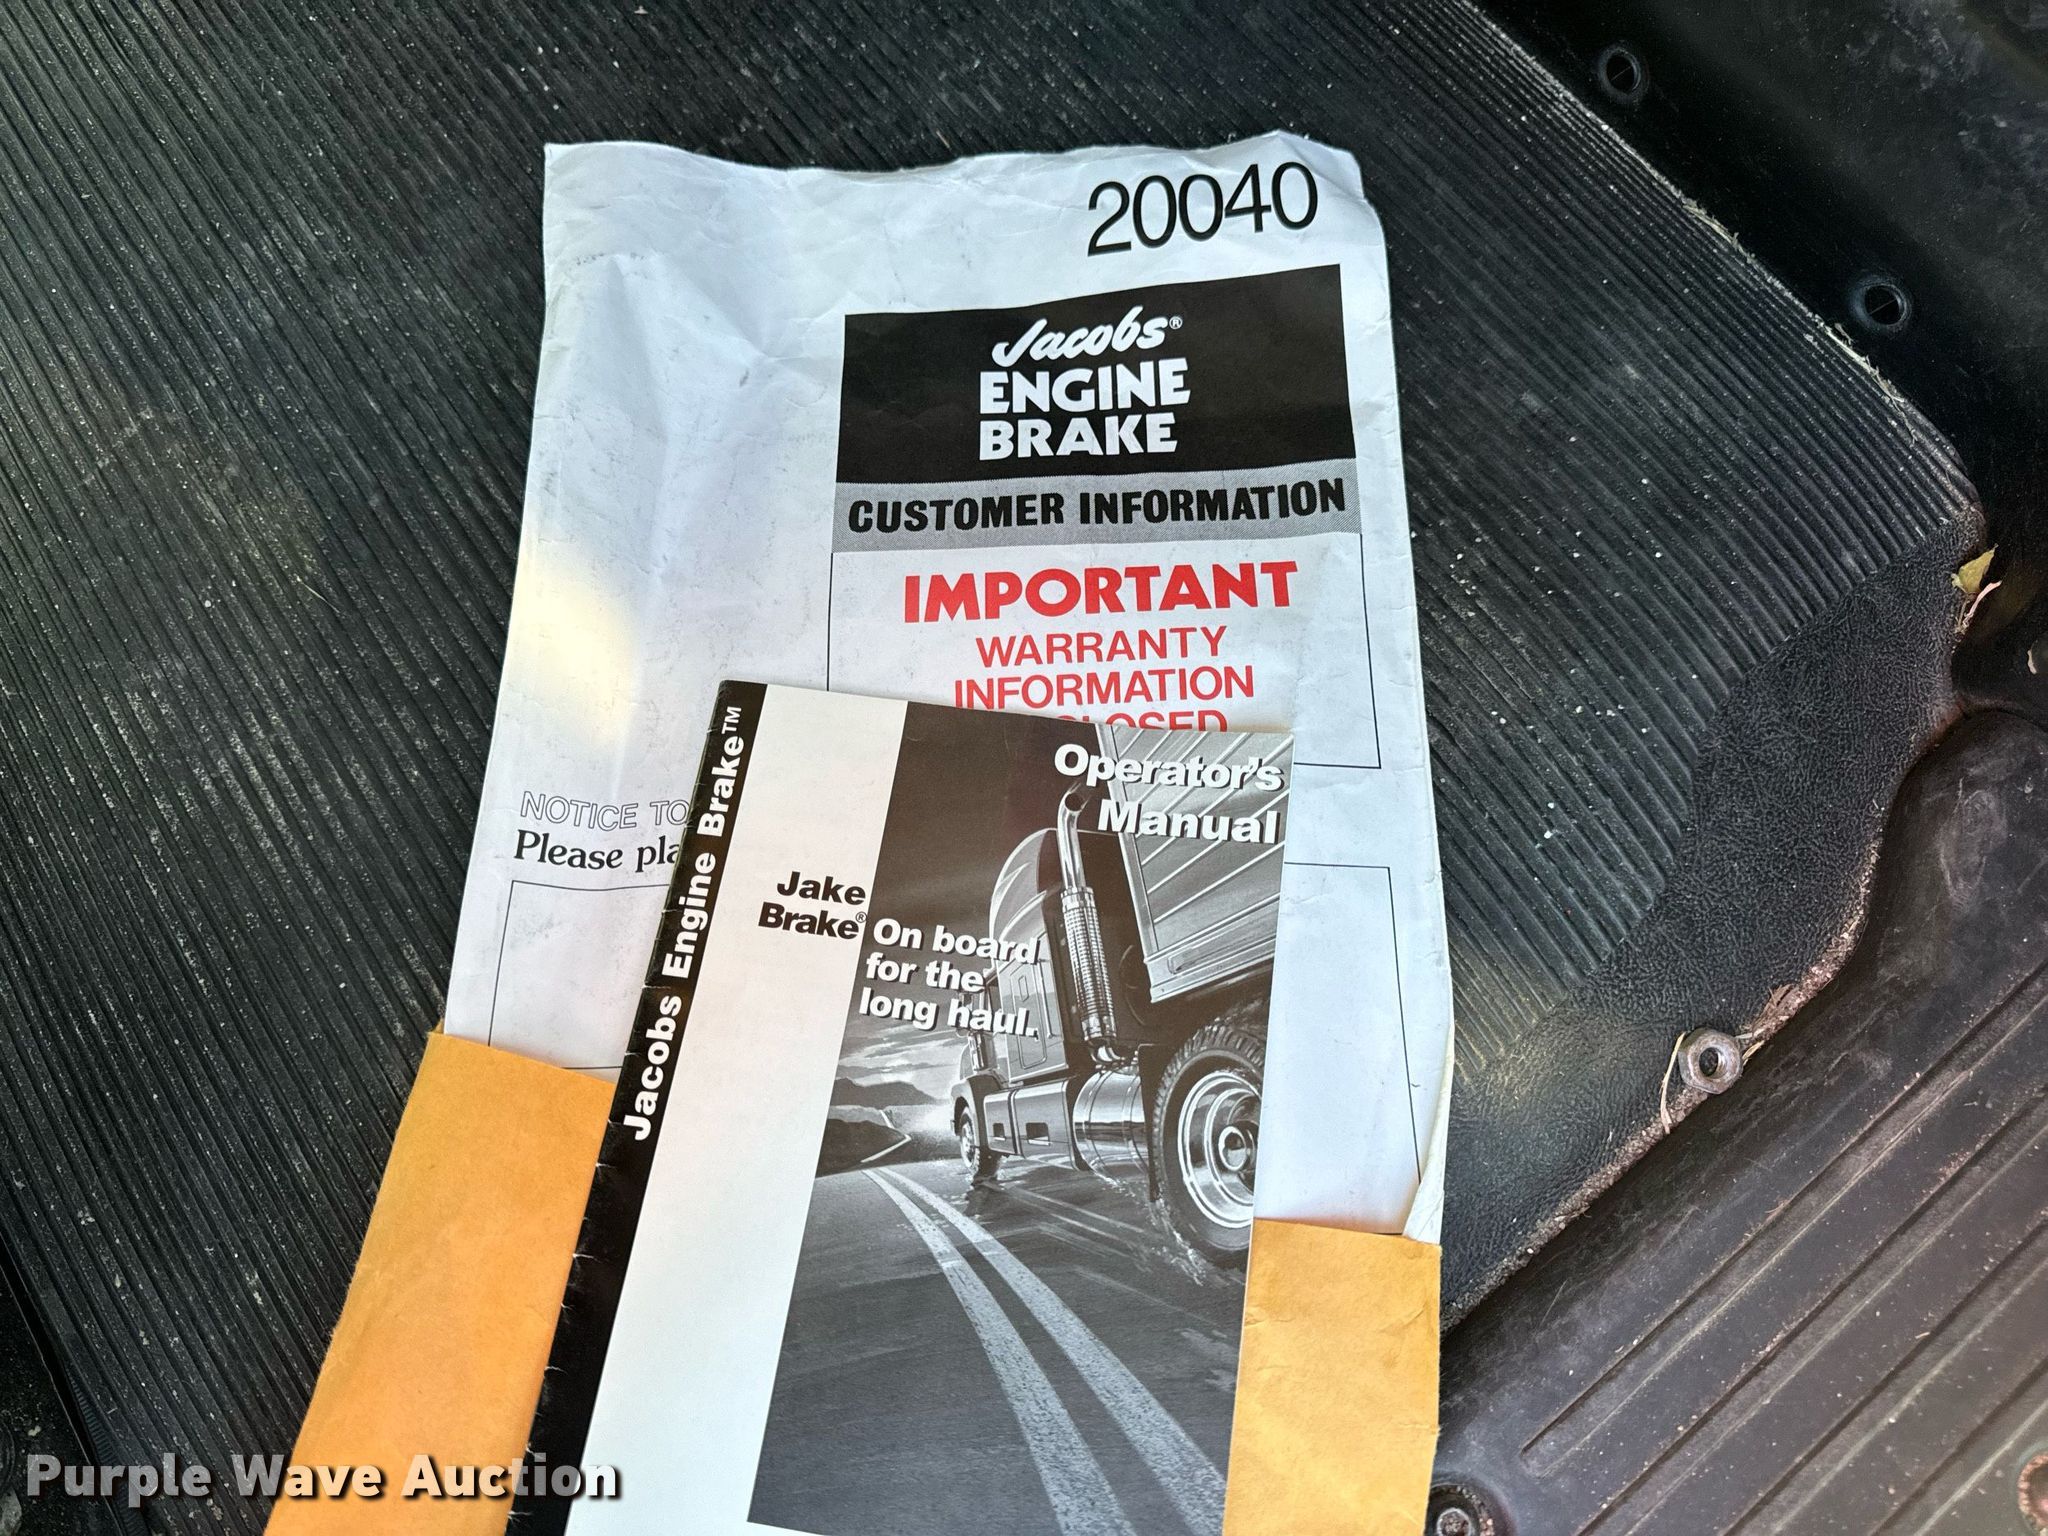 20040
Jacobs®
ENGINE
BRAKE
CUSTOMER INFORMATION
IMPORTANT
WARRANTY
INFORMATION
NOTICE TO
Please
Jacobs Engine Brake™
Operator's
Manual
Jake
Brake®
On board
for the
long haul.
Purple Wave Auction